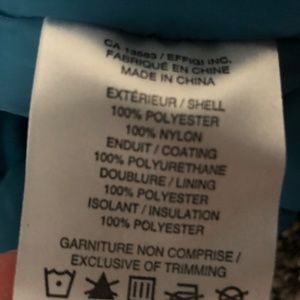 CA 13583 / EFFIGI INC.
FABRIQUÉ EN CHINE
MADE IN CHINA
EXTÉRIEUR / SHELL
100% POLYESTER
100% NYLON
ENDUIT / COATING
100% POLYURETHANE
DOUBLURE / LINING
100% POLYESTER
ISOLANT / INSULATION
100% POLYESTER
GARNITURE NON COMPRISE /
EXCLUSIVE OF TRIMMING